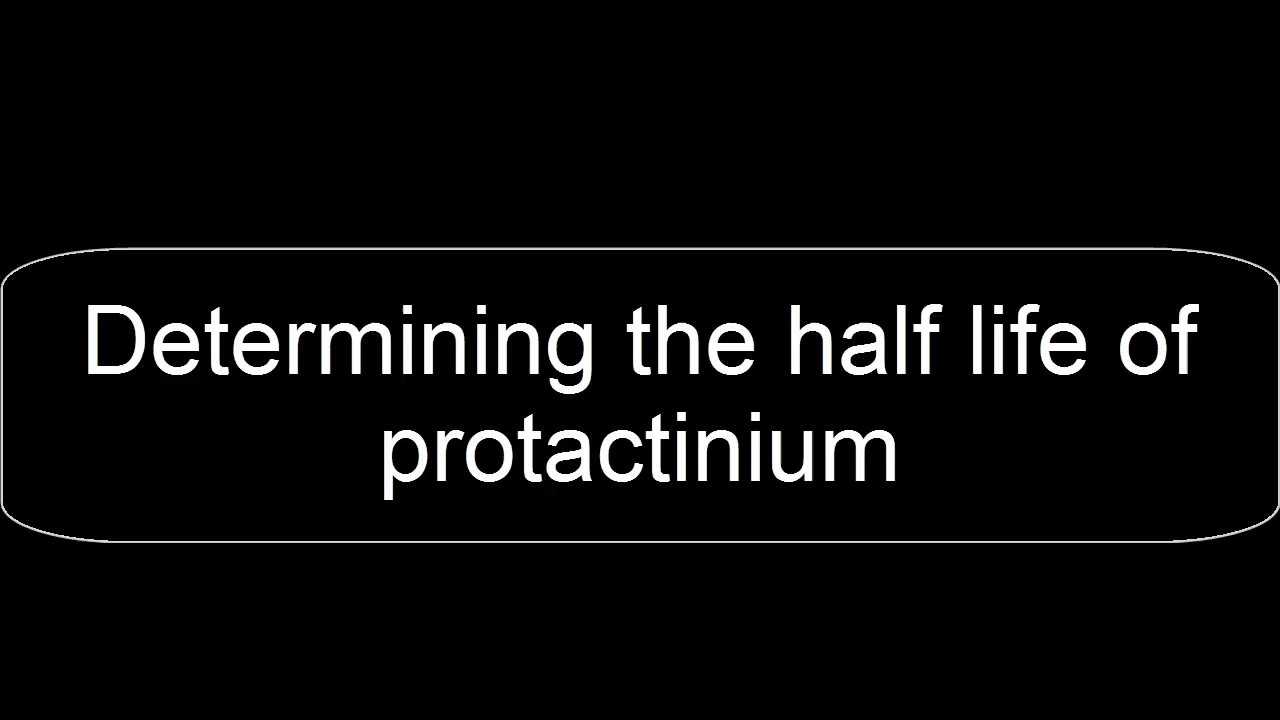 Determining the half life of
protactinium